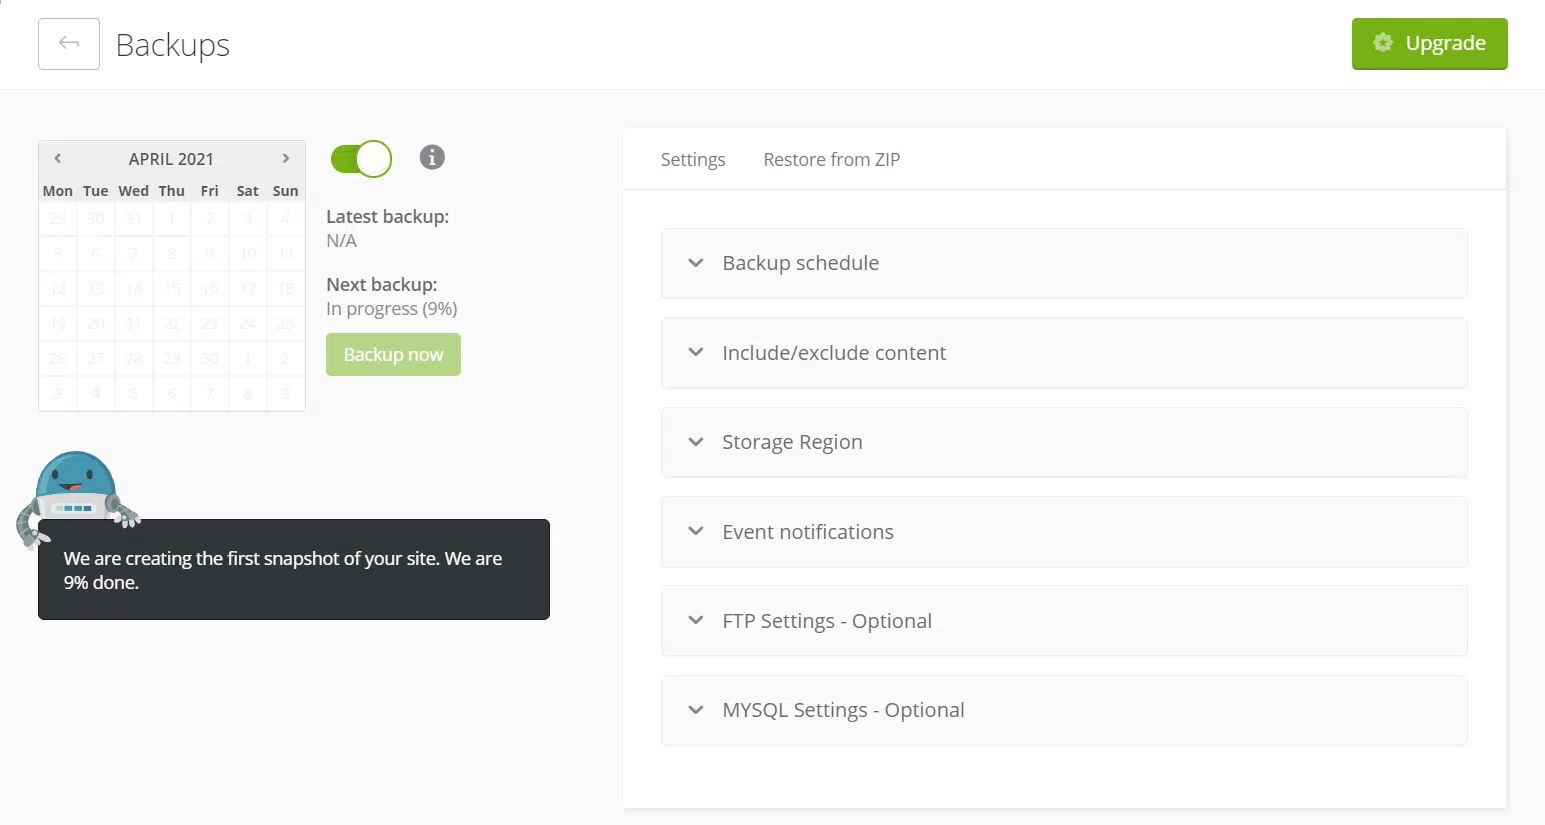 Backups
Upgrade
APRIL 2021
Mon Tue Wed Thu Fri Sat Sun
29 30 31 1 2 3 4
5 6 7 8 9 10 11
12 13 14 15 16 17 18
19 20 21 22 23 24 25
26 27 28 29 30 1 2
3 4 5 6 7 8 9
Latest backup:
N/A
Next backup:
In progress (9%)
Backup now
We are creating the first snapshot of your site. We are
9% done.
Settings Restore from ZIP
Backup schedule
Include/exclude content
Storage Region
Event notifications
FTP Settings - Optional
MYSQL Settings - Optional